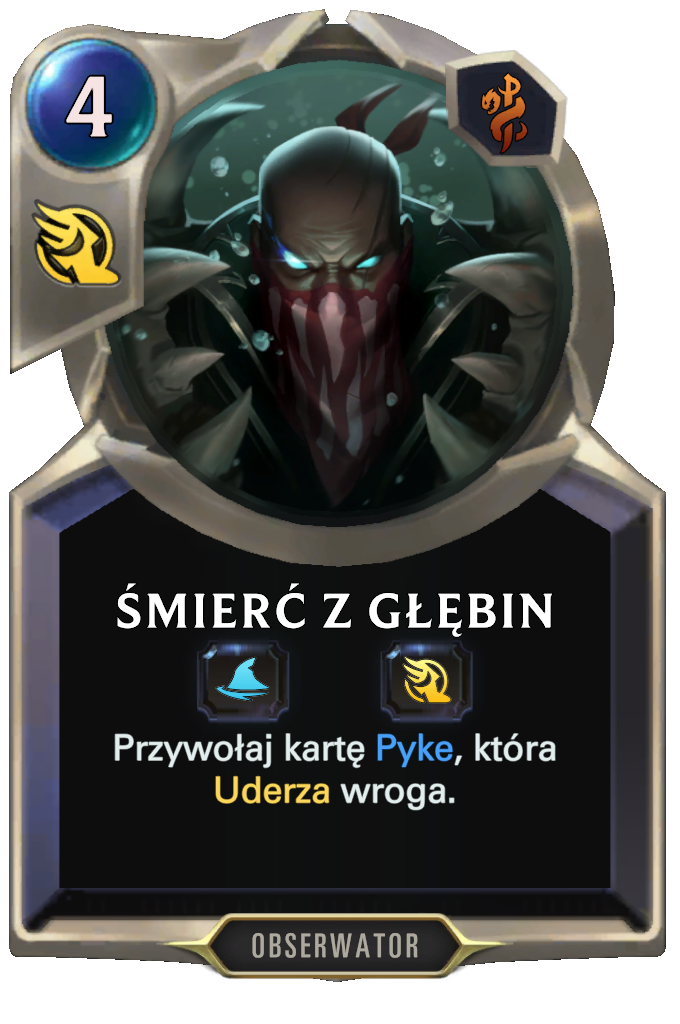 4
ŚMIERĆ Z GŁĘBIN
Przywołaj kartę Pyke, która
Uderza wroga.
OBSERWATOR